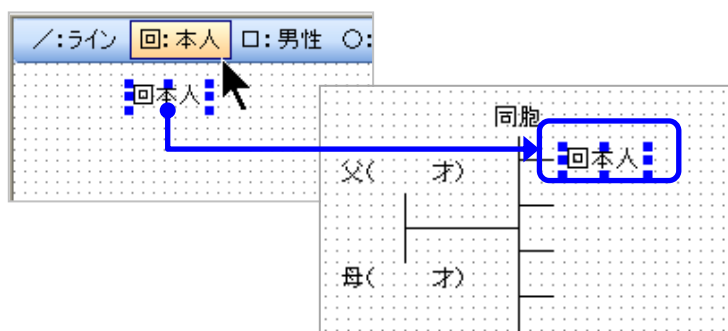 ／:ライン 回:本人 ロ:男性 〇:
回本人
同胞
回本人
父( 才)
母( 才)